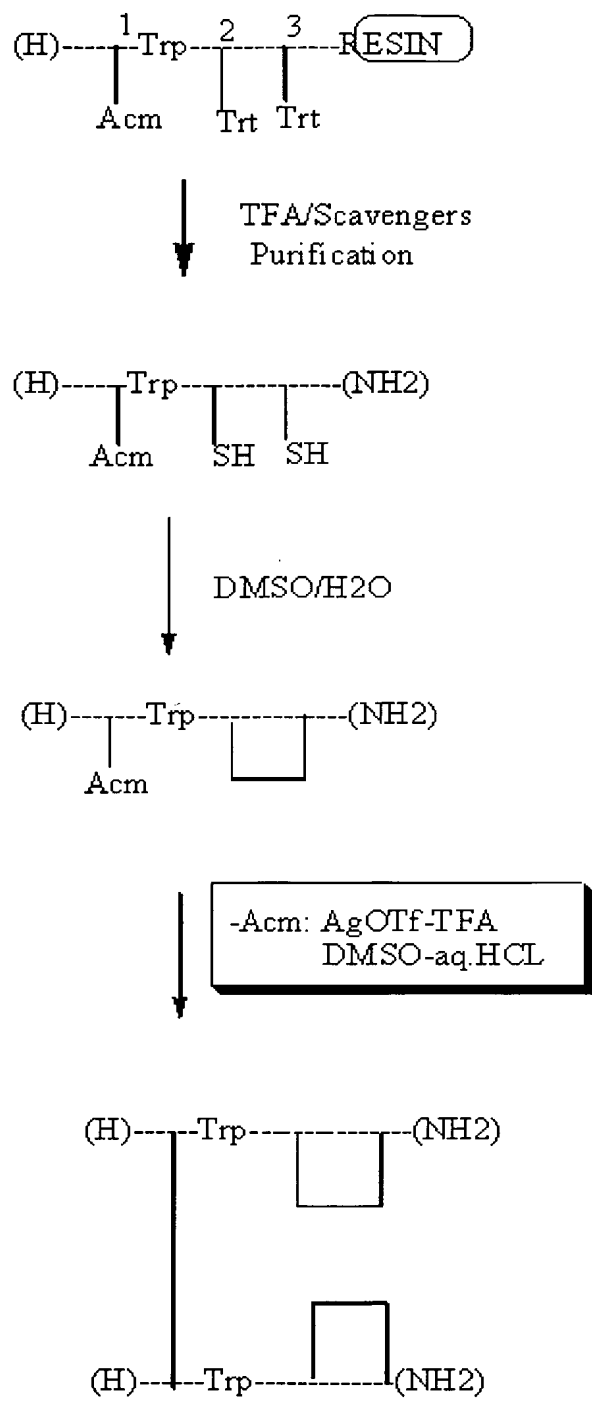 1 2 3
(H)------Trp---------------RESIN
Acm Trt Trt
TFA/Scavengers
Purification
(H)------Trp---------------(NH2)
Acm SH SH
DMSO/H2O
(H)------Trp---------------(NH2)
Acm
-Acm: AgOTf-TFA
DMSO-aq.HCL
(H)------Trp---------------(NH2)
(H)------Trp---------------(NH2)